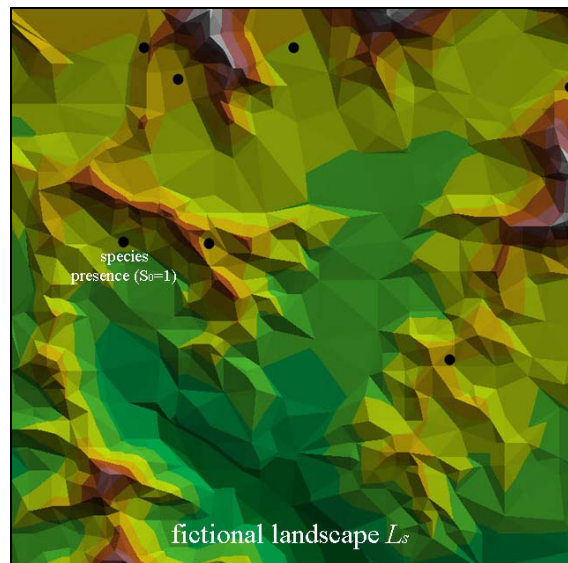 species
presence (S₀=1)
fictional landscape Lₛ